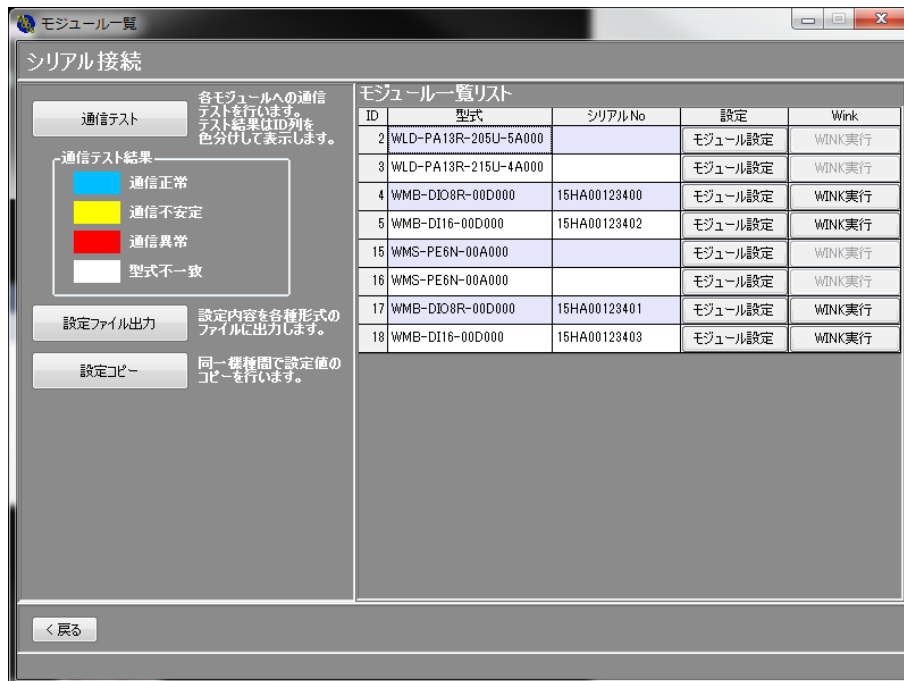 モジュール一覧
シリアル接続
通信テスト
各モジュールへの通信
テストを行います。
テスト結果はID列を
色分けして表示します。
通信テスト結果
通信正常
通信不安定
通信異常
型式不一致
設定ファイル出力
設定内容を各種形式の
ファイルに出力します。
設定コピー
同一機種間で設定値の
コピーを行います。
モジュール一覧リスト
ID 型式 シリアルNo 設定 Wink
2 WLD-PA13R-205U-5A000 モジュール設定 WINK実行
3 WLD-PA13R-215U-4A000 モジュール設定 WINK実行
4 WMB-DIO8R-00D000 15HA00123400 モジュール設定 WINK実行
5 WMB-DI16-00D000 15HA00123402 モジュール設定 WINK実行
15 WMS-PE6N-00A000 モジュール設定 WINK実行
16 WMS-PE6N-00A000 モジュール設定 WINK実行
17 WMB-DIO8R-00D000 15HA00123401 モジュール設定 WINK実行
18 WMB-DI16-00D000 15HA00123403 モジュール設定 WINK実行
< 戻る